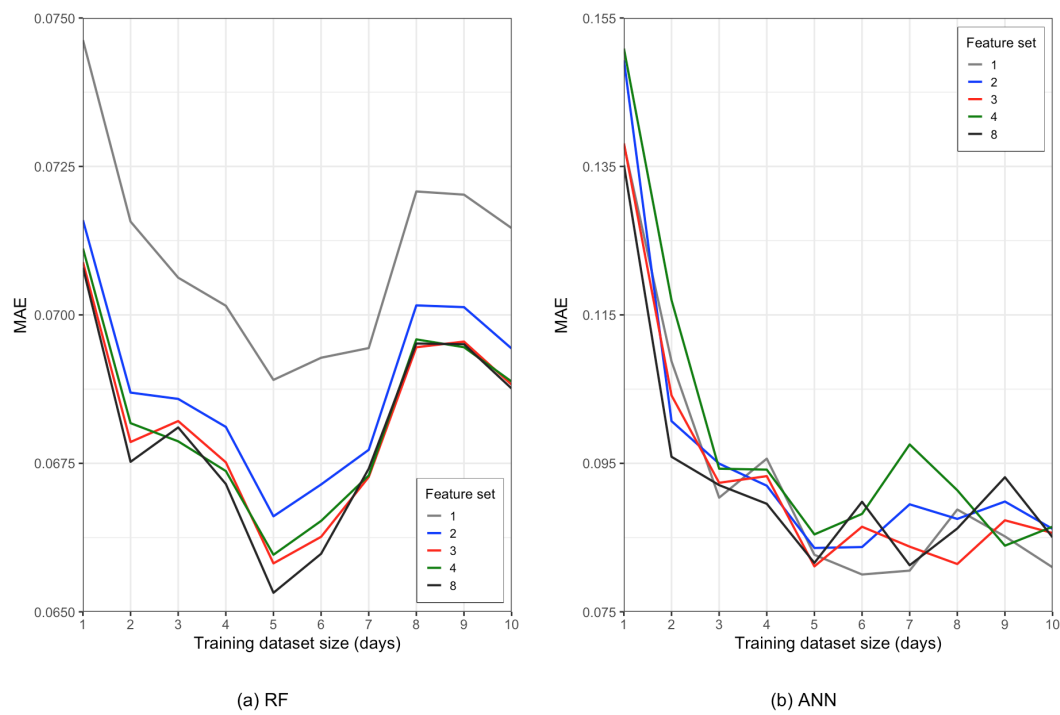 0.0750
0.0725
0.0700
0.0675
0.0650
MAE
1 2 3 4 5 6 7 8 9 10
Training dataset size (days)
Feature set
1
2
3
4
8
(a) RF
0.155
0.135
0.115
0.095
0.075
MAE
1 2 3 4 5 6 7 8 9 10
Training dataset size (days)
Feature set
1
2
3
4
8
(b) ANN